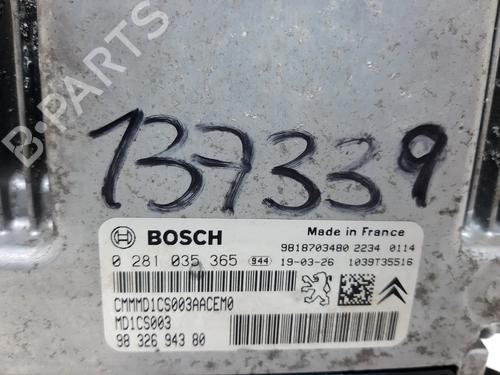 B-PARTS
137339
BOSCH
Made in France
9818703480 2234 0114
0 281 035 365 944
19-03-26 1039T35516
CMMMD1CS003AACEM0
MD1CS003
98 326 943 80